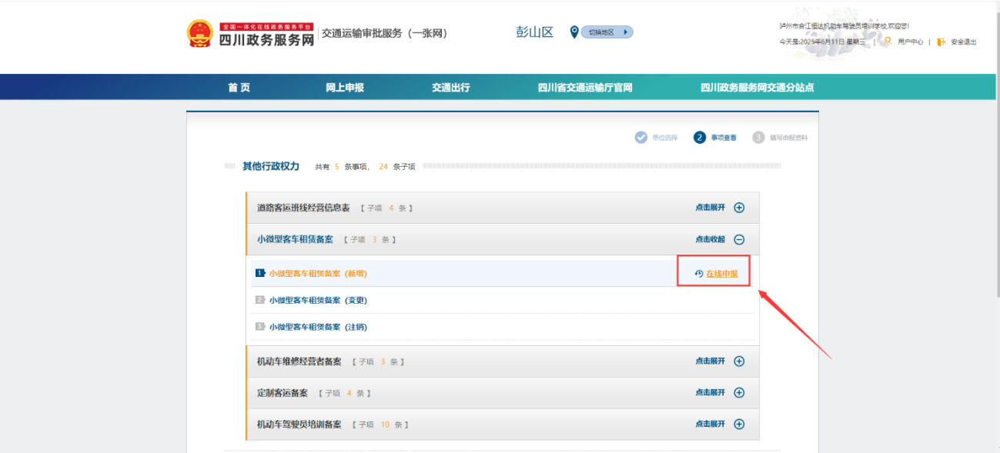 全国一体化在线政务服务平台
四川政务服务网
交通运输审批服务（一张网）
彭山区
切换地区
泸州市合江恒达机动车驾驶员培训学校,欢迎您!
今天是:2025年6月11日 星期三 | 用户中心 | 安全退出
首 页 网上申报 交通出行 四川省交通运输厅官网 四川政务服务网交通分站点
单位选择 2 事项查看 3 填写申报资料
其他行政权力 共有 5 条事项, 24 条子项
道路客运班线经营信息表 【 子项 4 条 】 点击展开
小微型客车租赁备案 【 子项 3 条 】 点击收起
1 小微型客车租赁备案（新增） 在线申报
2 小微型客车租赁备案（变更）
3 小微型客车租赁备案（注销）
机动车维修经营者备案 【 子项 3 条 】 点击展开
定制客运备案 【 子项 4 条 】 点击展开
机动车驾驶员培训备案 【 子项 10 条 】 点击展开